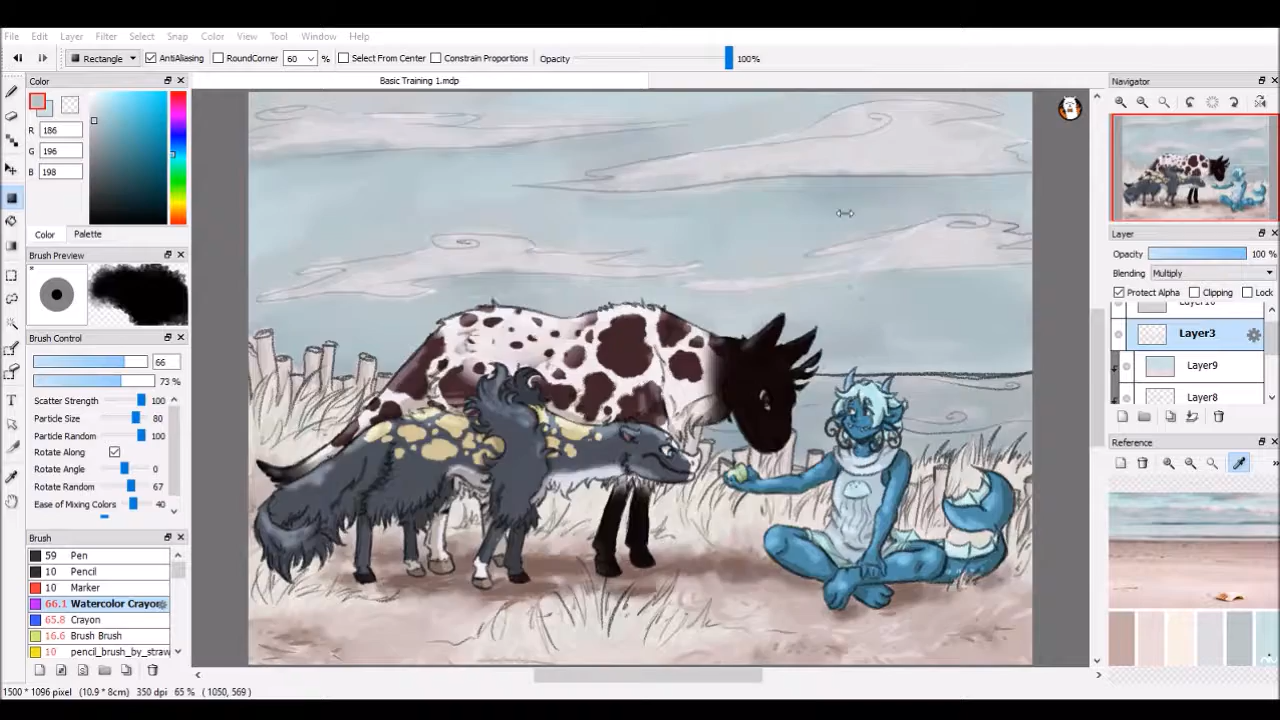 File Edit Layer Filter Select Snap Color View Tool Window Help
Rectangle AntiAliasing RoundCorner 60 Select From Center Constrain Proportions Opacity 100%
Color
Basic Training 1.mdp
Navigator
R 186
G 196
B 198
Color Palette
Layer
Opacity 100 %
Brush Preview
Blending Multiply
Protect Alpha Clipping Lock
Layer10
Layer3
Brush Control
66
Layer9
73 %
Layer8
Scatter Strength 100
Particle Size 80
Particle Random 100
Reference
Rotate Along
Rotate Angle 0
Rotate Random 67
Ease of Mixing Colors 40
Brush
59 Pen
10 Pencil
10 Marker
66.1 Watercolor Crayon
65.8 Crayon
16.6 Brush Brush
10 pencil_brush_by_straw
1500 * 1096 pixel (10.9 * 8cm) 350 dpi 65 % ( 1050, 569 )